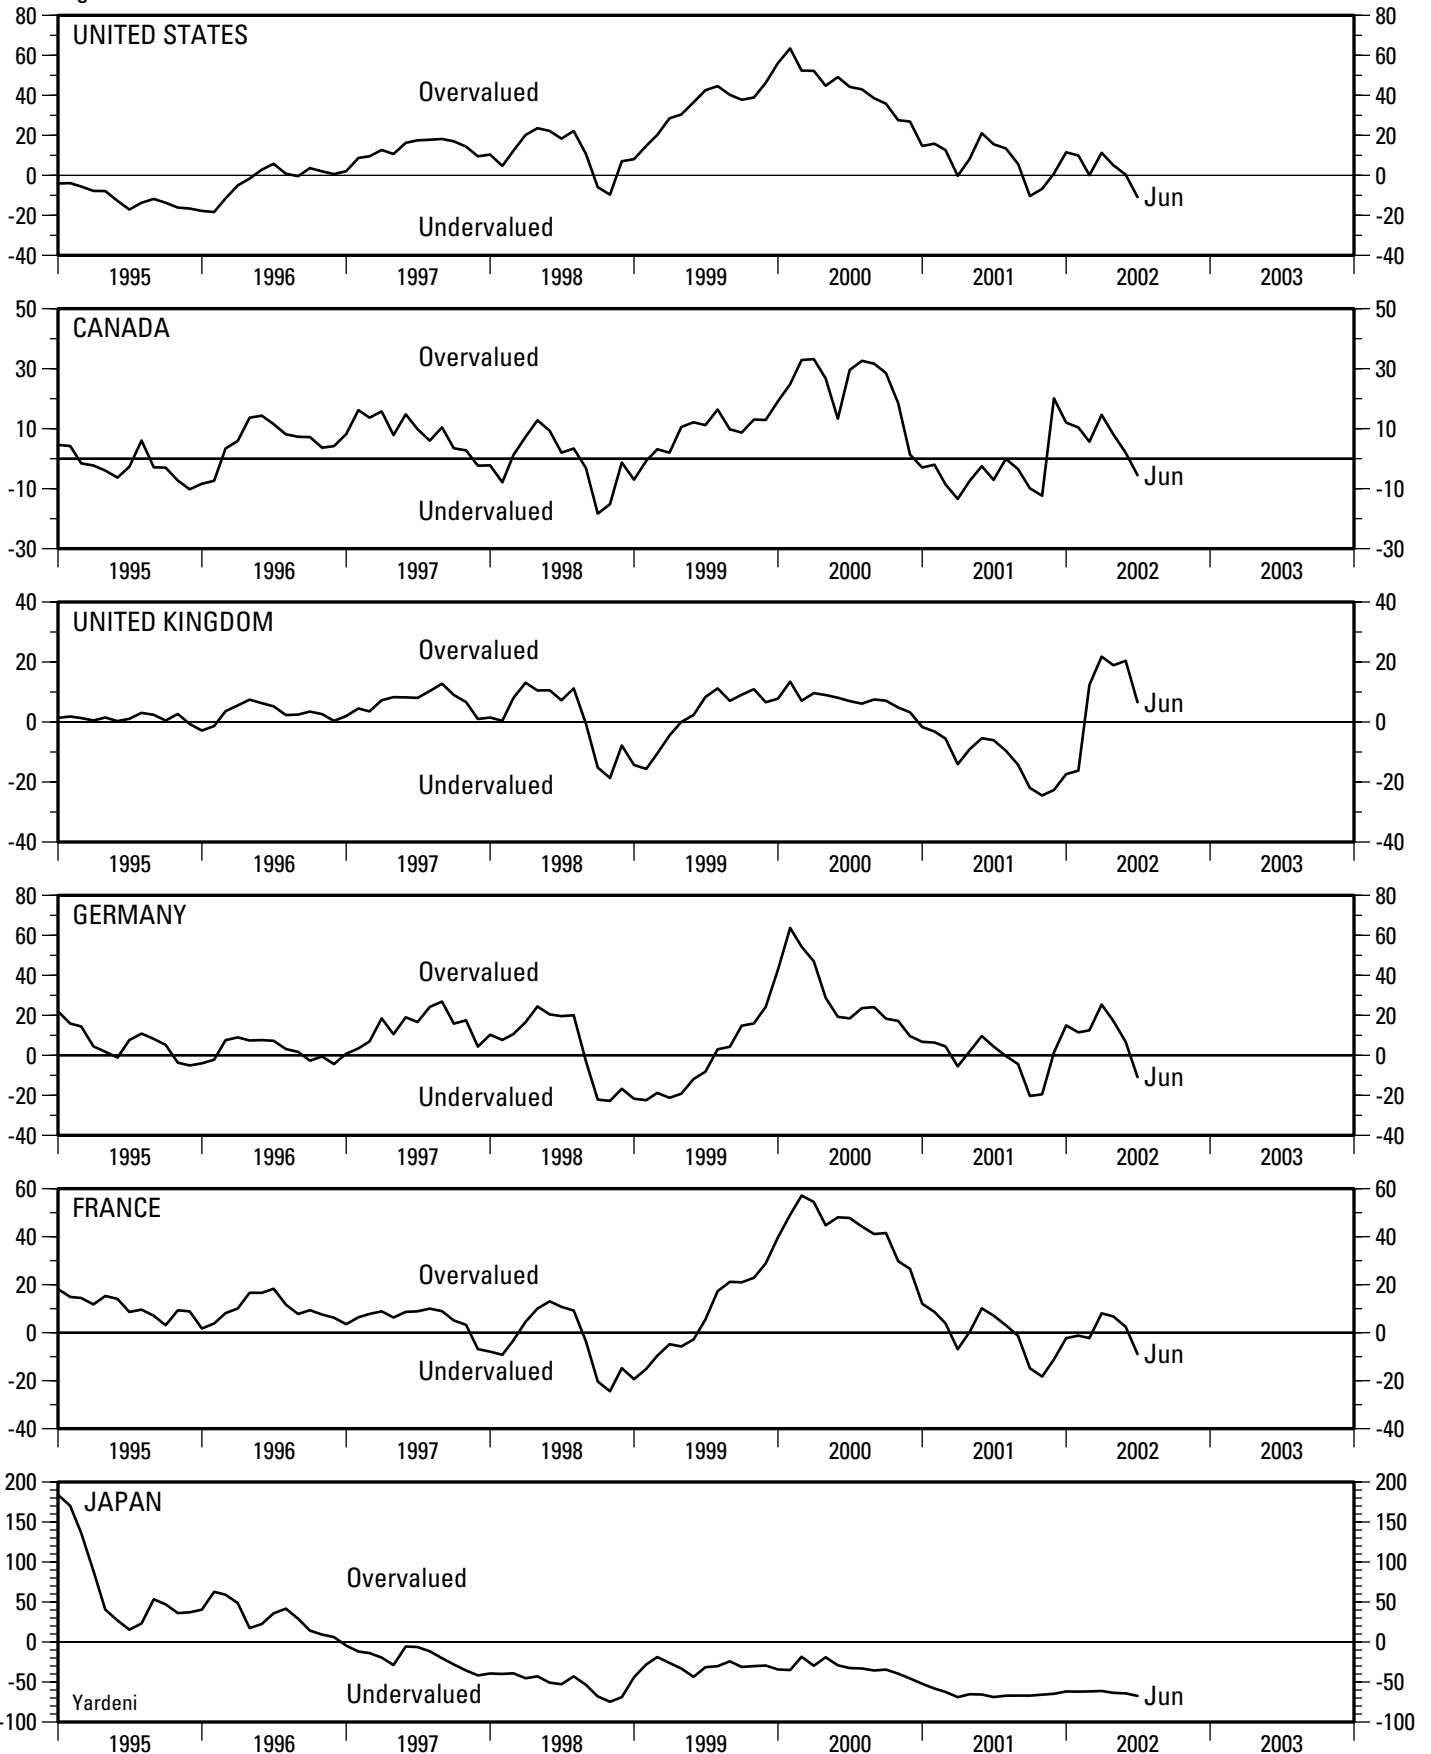 80 80
UNITED STATES
60 60
Overvalued
40 40
20 20
0 0
Jun
-20 -20
Undervalued
-40 -40
1995 1996 1997 1998 1999 2000 2001 2002 2003
50 50
CANADA
Overvalued
30 30
10 10
Jun
-10 -10
Undervalued
-30 -30
1995 1996 1997 1998 1999 2000 2001 2002 2003
40 40
UNITED KINGDOM
Overvalued
20 20
Jun
0 0
Undervalued
-20 -20
-40 -40
1995 1996 1997 1998 1999 2000 2001 2002 2003
80 80
GERMANY
60 60
Overvalued
40 40
20 20
0 0
Jun
Undervalued
-20 -20
-40 -40
1995 1996 1997 1998 1999 2000 2001 2002 2003
60 60
FRANCE
40 40
Overvalued
20 20
0 0
Jun
Undervalued
-20 -20
-40 -40
1995 1996 1997 1998 1999 2000 2001 2002 2003
200 200
JAPAN
150 150
100 100
Overvalued
50 50
0 0
-50 -50
Undervalued Jun
Yardeni
-100 -100
1995 1996 1997 1998 1999 2000 2001 2002 2003